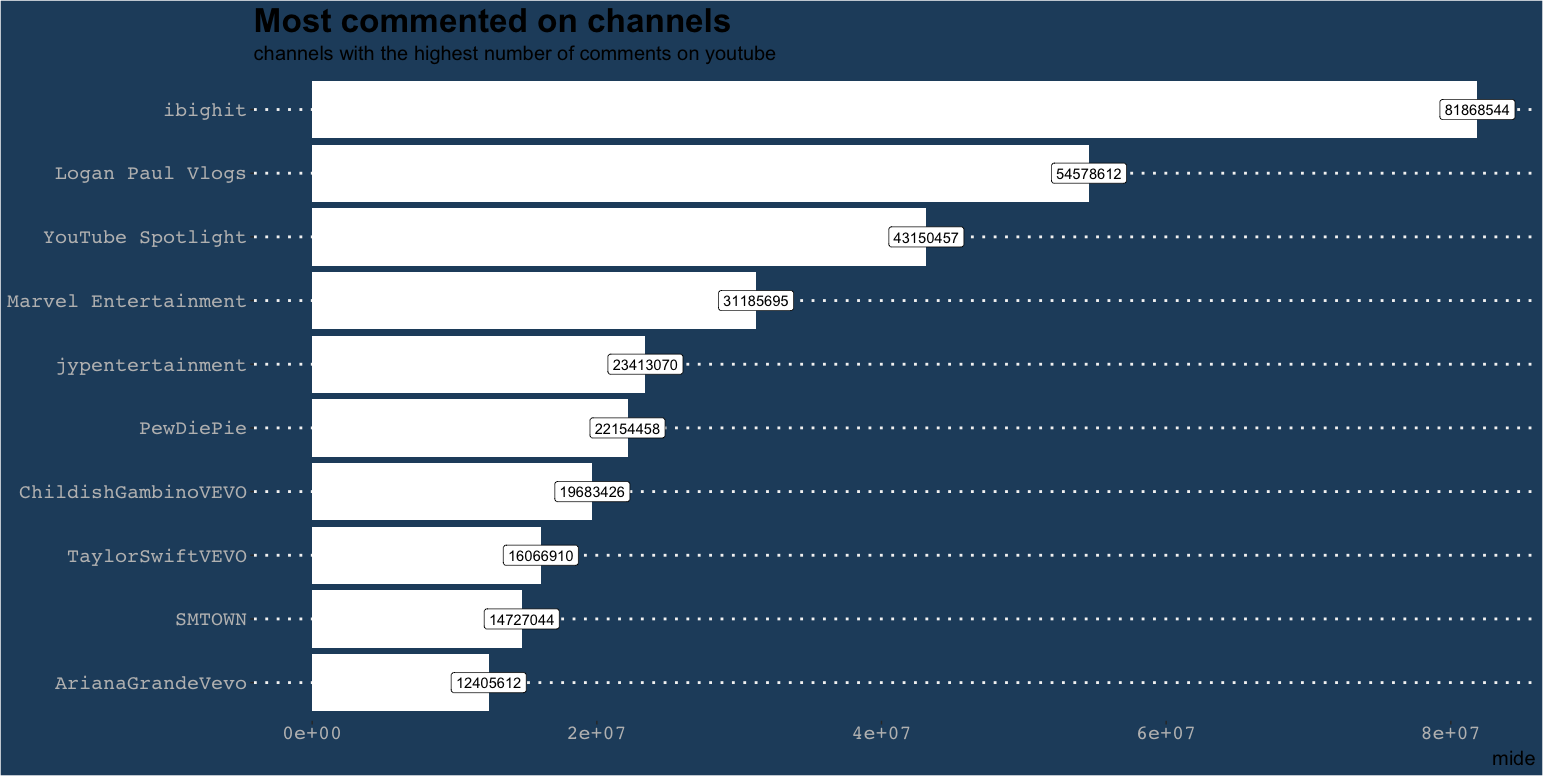 Most commented on channels
channels with the highest number of comments on youtube
ibighit 81868544
Logan Paul Vlogs 54578612
YouTube Spotlight 43150457
Marvel Entertainment 31185695
jypentertainment 23413070
PewDiePie 22154458
ChildishGambinoVEVO 19683426
TaylorSwiftVEVO 16066910
SMTOWN 14727044
ArianaGrandeVevo 12405612
0e+00 2e+07 4e+07 6e+07 8e+07
mide